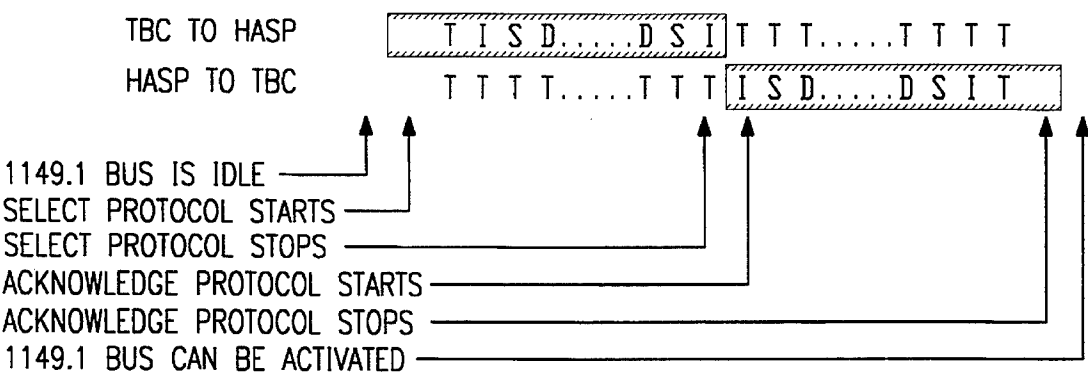 TBC TO HASP T I S D.....D S I T T T.....T T T T
HASP TO TBC T T T T.....T T T I S D.....D S I T
1149.1 BUS IS IDLE
SELECT PROTOCOL STARTS
SELECT PROTOCOL STOPS
ACKNOWLEDGE PROTOCOL STARTS
ACKNOWLEDGE PROTOCOL STOPS
1149.1 BUS CAN BE ACTIVATED